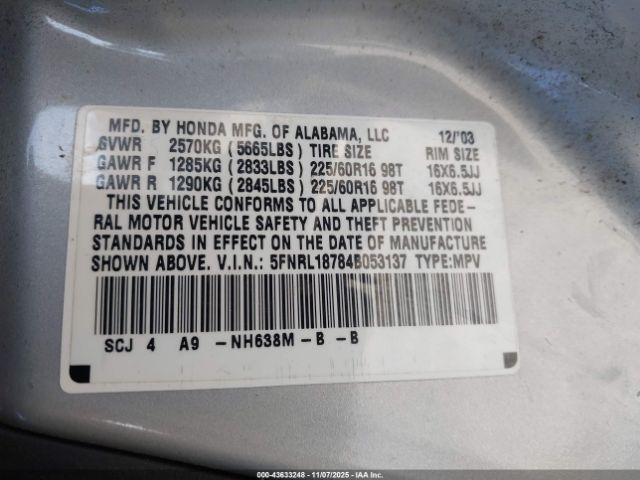 MFD. BY HONDA MFG. OF ALABAMA, LLC 12/'03
GVWR 2570KG (5665LBS) TIRE SIZE RIM SIZE
GAWR F 1285KG (2833LBS) 225/60R16 98T 16X6.5JJ
GAWR R 1290KG (2845LBS) 225/60R16 98T 16X6.5JJ
THIS VEHICLE CONFORMS TO ALL APPLICABLE FEDE-
RAL MOTOR VEHICLE SAFETY AND THEFT PREVENTION
STANDARDS IN EFFECT ON THE DATE OF MANUFACTURE
SHOWN ABOVE. V.I.N.: 5FNRL18784B053137 TYPE:MPV
SCJ 4 A9 -NH638M-B -B
000-43633248 - 11/07/2025 - IAAI.com